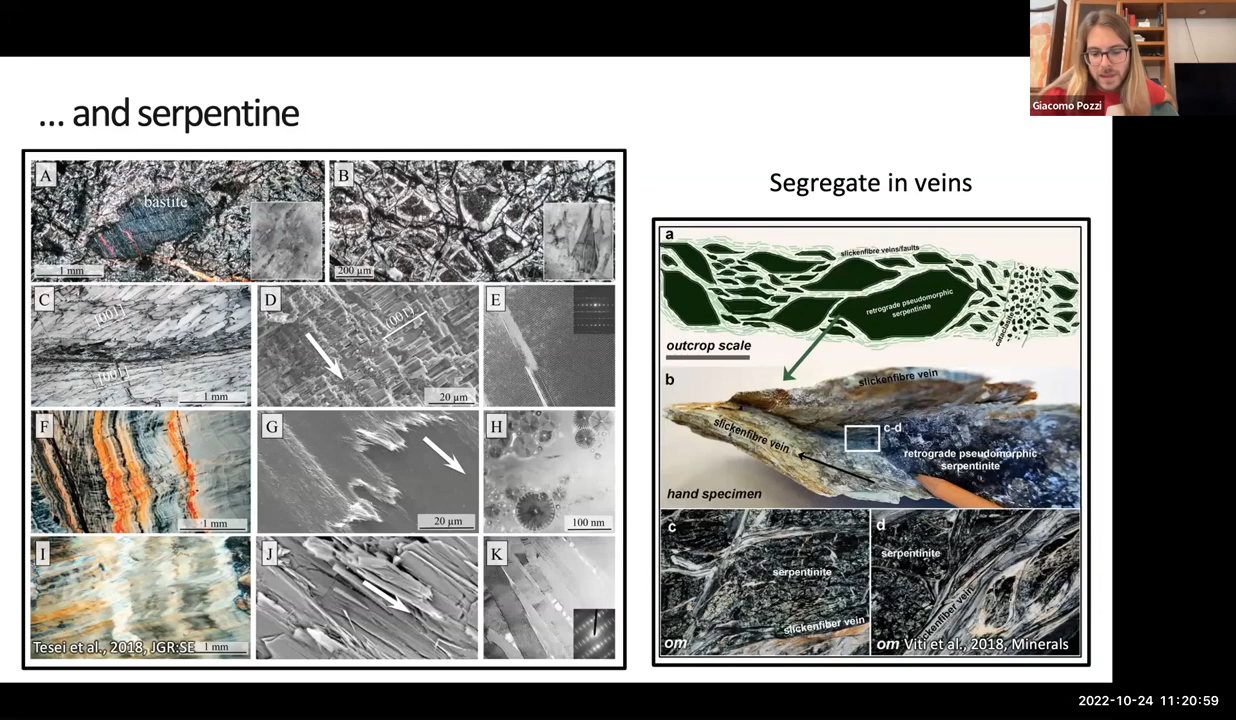 Giacomo Pozzi
... and serpentine
A
bastite
1 mm
B
200 µm
C
[001]
[001]
1 mm
D
(001)
20 µm
E
F
1 mm
G
20 µm
H
100 nm
I
Tesei et al., 2018, JGR:SE
1 mm
J
K
Segregate in veins
a
slickenfibre veins/faults
retrograde pseudomorphic
serpentinite
outcrop scale
b
slickenfibre vein
slickenfibre vein
c-d
retrograde pseudomorphic
serpentinite
hand specimen
c
serpentinite
slickenfiber vein
om
d
serpentinite
om
Viti et al., 2018, Minerals
2022-10-24 11:20:59